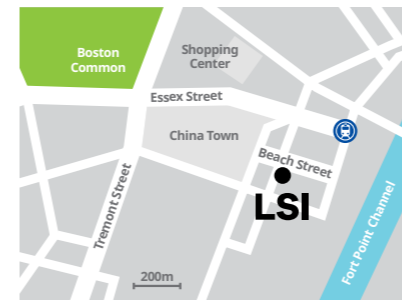 Boston
Common
Shopping
Center
Essex Street
China Town
Beach Street
LSI
Tremont Street
Fort Point Channel
200m